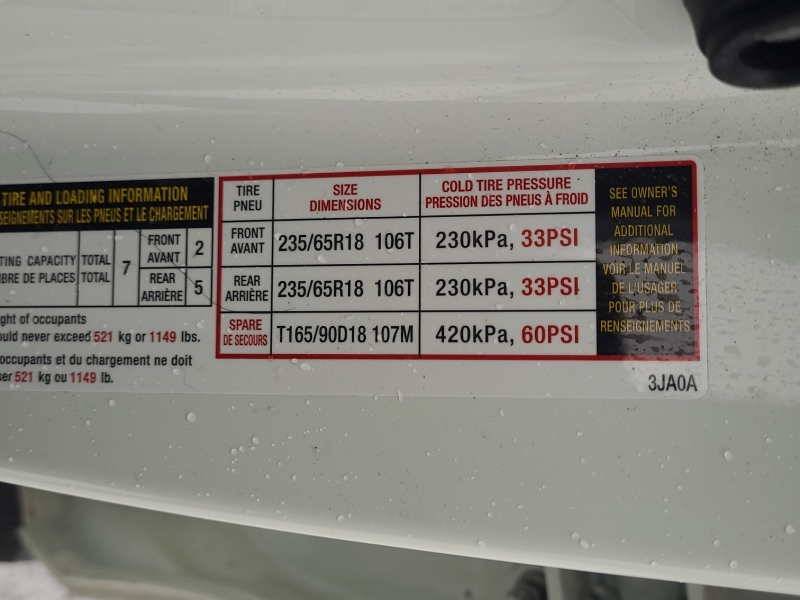 TIRE AND LOADING INFORMATION
SEIGNEMENTS SUR LES PNEUS ET LE CHARGEMENT
TING CAPACITY TOTAL 7 FRONT AVANT 2
BRE DE PLACES TOTAL REAR ARRIÈRE 5
ght of occupants
ould never exceed 521 kg or 1149 lbs.
occupants et du chargement ne doit
ser 521 kg ou 1149 lb.
TIRE PNEU SIZE DIMENSIONS COLD TIRE PRESSURE PRESSION DES PNEUS À FROID
FRONT AVANT 235/65R18 106T 230kPa, 33PSI
REAR ARRIÈRE 235/65R18 106T 230kPa, 33PSI
SPARE DE SECOURS T165/90D18 107M 420kPa, 60PSI
SEE OWNER'S
MANUAL FOR
ADDITIONAL
INFORMATION
VOIR LE MANUEL
DE L'USAGER
POUR PLUS DE
RENSEIGNEMENTS
3JA0A